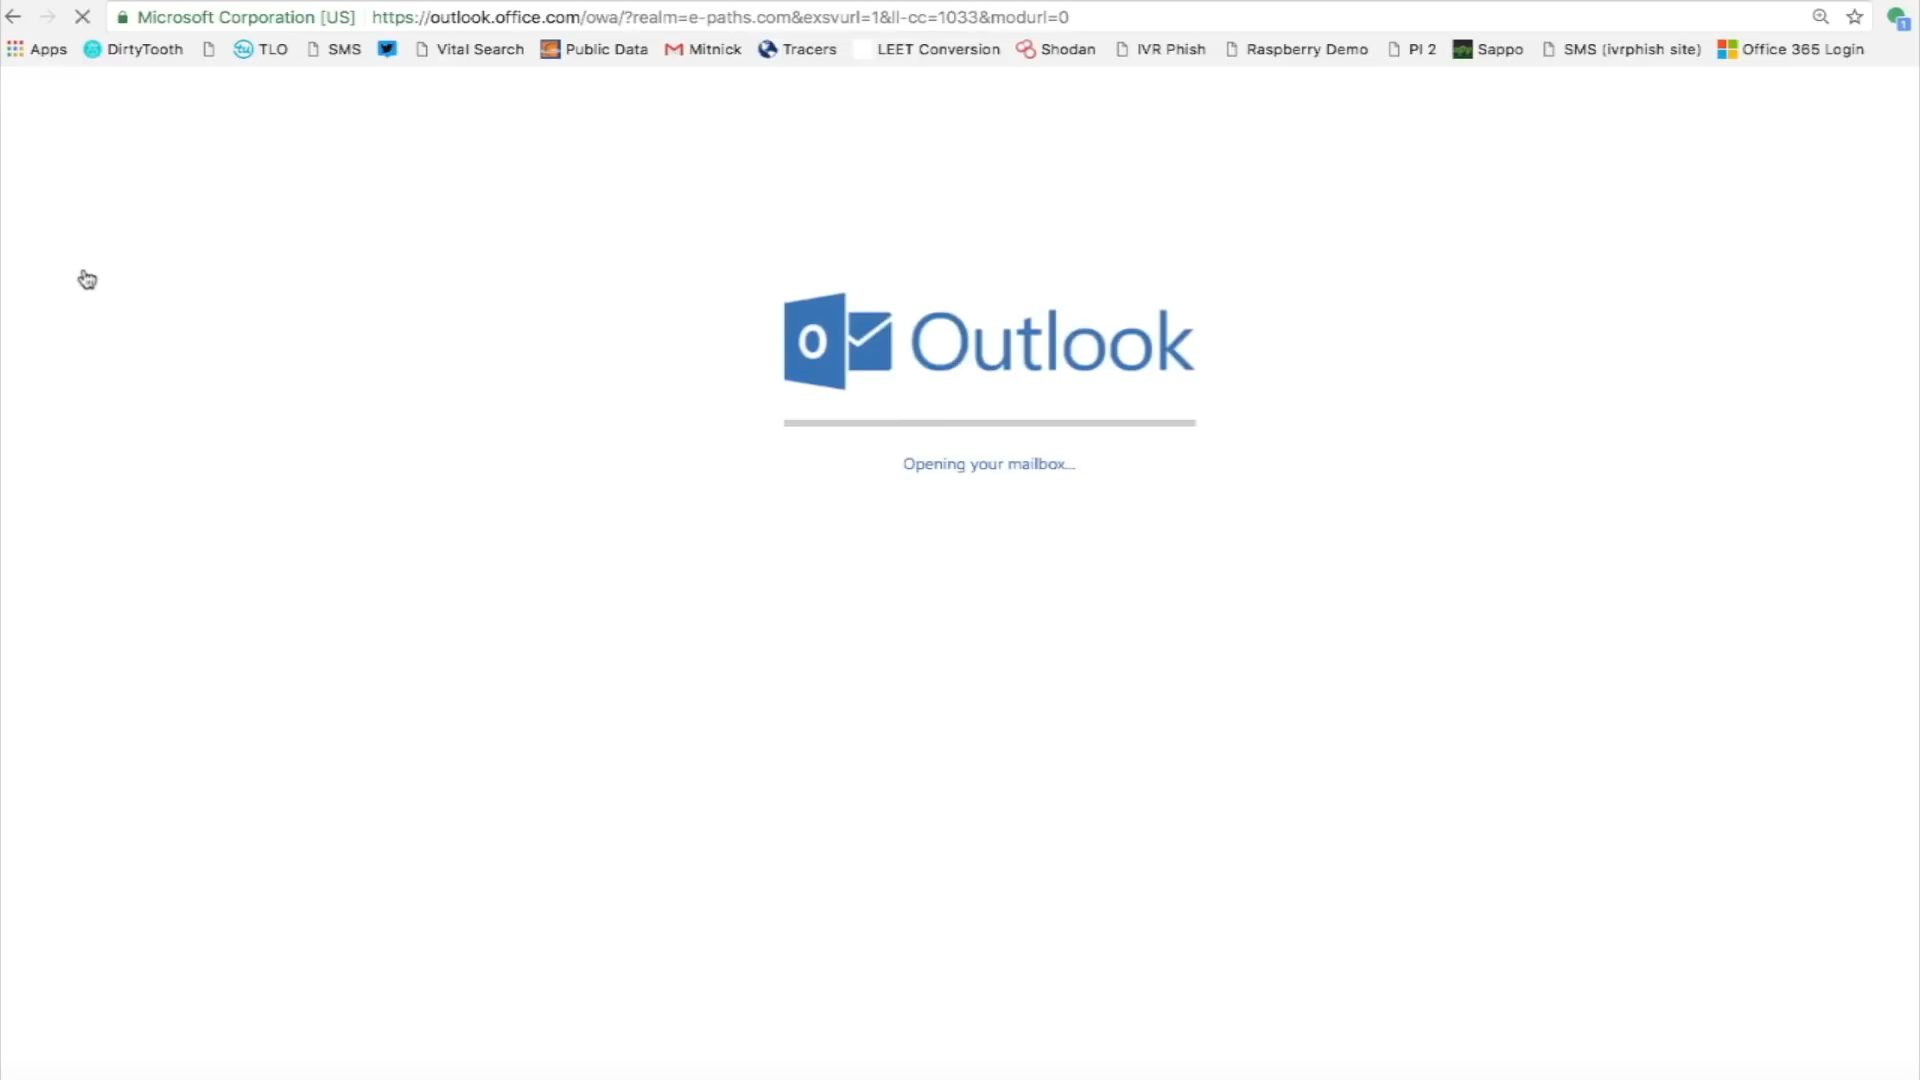 Microsoft Corporation [US] https://outlook.office.com/owa/?realm=e-paths.com&exsvurl=1&ll-cc=1033&modurl=0
Apps DirtyTooth TLO SMS Vital Search Public Data Mitnick Tracers LEET Conversion Shodan IVR Phish Raspberry Demo PI 2 Sappo SMS (ivrphish site) Office 365 Login
Outlook
Opening your mailbox...